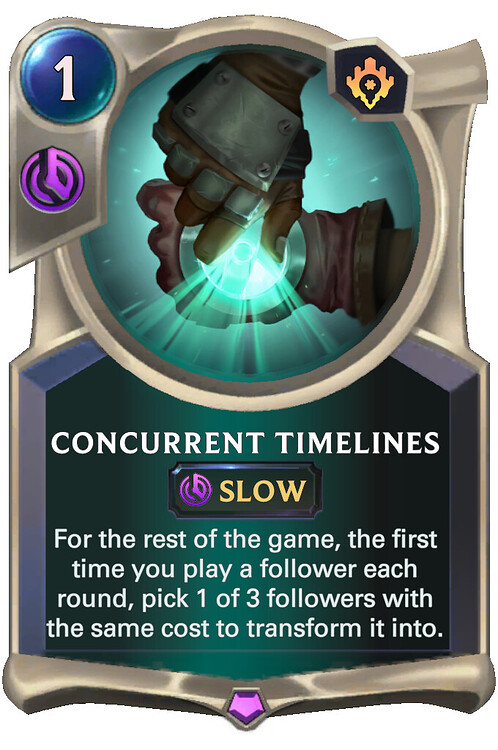 1
CONCURRENT TIMELINES
SLOW
For the rest of the game, the first
time you play a follower each
round, pick 1 of 3 followers with
the same cost to transform it into.